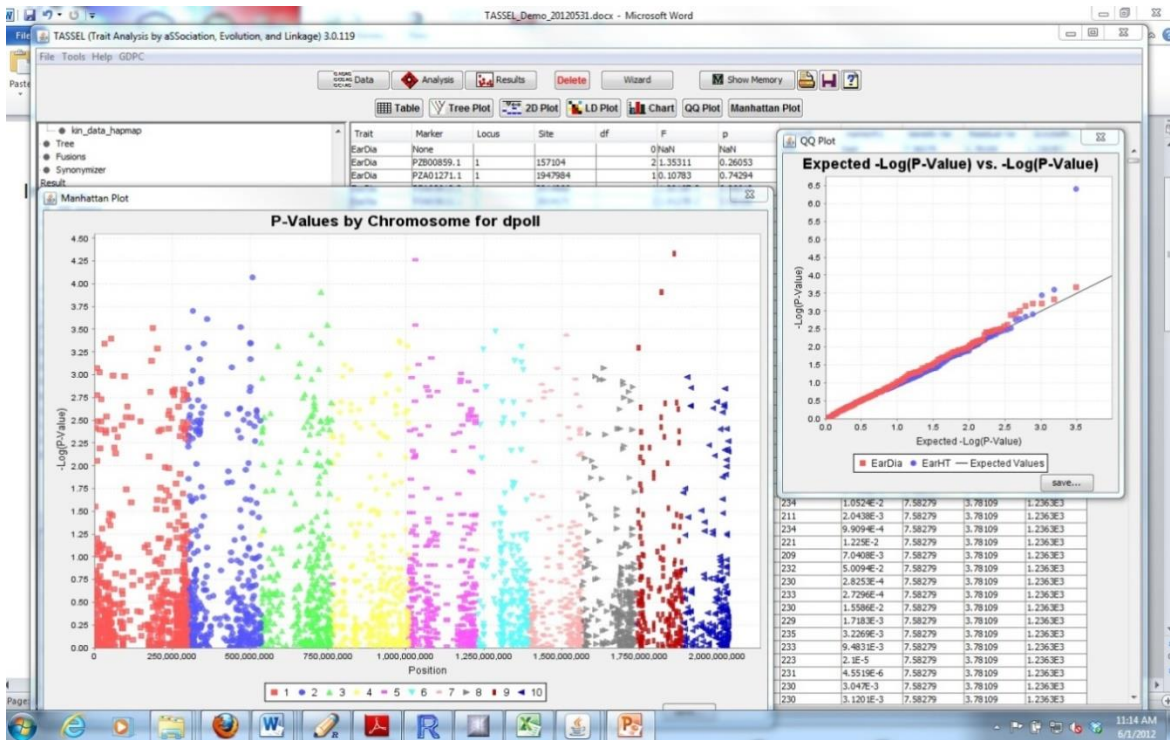 TASSEL_Demo_20120531.docx - Microsoft Word
File
TASSEL (Trait Analysis by aSSociation, Evolution, and Linkage) 3.0.119
File Tools Help GDPC
Paste
Data Analysis Results Delete Wizard Show Memory
Table Tree Plot 2D Plot LD Plot Chart QQ Plot Manhattan Plot
kin_data_hapmap
Tree
Fusions
Synonymizer
Result
Trait Marker Locus Site df F p
EarDia None 0 NaN NaN
EarDia PZB00859.1 1 157104 2 1.35311 0.26053
EarDia PZA01271.1 1 1947984 1 0.10783 0.74294
QQ Plot
Expected -Log(P-Value) vs. -Log(P-Value)
6.5
6.0
5.5
5.0
4.5
4.0
3.5
3.0
2.5
2.0
1.5
1.0
0.5
0.0
-Log(P-Value)
0.0 0.5 1.0 1.5 2.0 2.5 3.0 3.5
Expected -Log(P-Value)
EarDia EarHT Expected Values
save...
Manhattan Plot
P-Values by Chromosome for dpoll
4.50
4.25
4.00
3.75
3.50
3.25
3.00
2.75
2.50
2.25
2.00
1.75
1.50
1.25
1.00
0.75
0.50
0.25
0.00
-Log(P-Value)
0 250,000,000 500,000,000 750,000,000 1,000,000,000 1,250,000,000 1,500,000,000 1,750,000,000 2,000,000,000
Position
1 2 3 4 5 6 7 8 9 10
234 1.0524E-2 7.58279 3.78109 1.2363E3
211 2.0438E-3 7.58279 3.78109 1.2363E3
234 9.9094E-4 7.58279 3.78109 1.2363E3
221 1.225E-2 7.58279 3.78109 1.2363E3
209 7.0408E-3 7.58279 3.78109 1.2363E3
232 5.0094E-2 7.58279 3.78109 1.2363E3
230 2.8253E-4 7.58279 3.78109 1.2363E3
233 2.7296E-4 7.58279 3.78109 1.2363E3
230 1.5586E-2 7.58279 3.78109 1.2363E3
229 1.7183E-3 7.58279 3.78109 1.2363E3
235 3.2269E-3 7.58279 3.78109 1.2363E3
233 9.4831E-3 7.58279 3.78109 1.2363E3
223 2.1E-5 7.58279 3.78109 1.2363E3
231 4.5519E-6 7.58279 3.78109 1.2363E3
230 3.047E-3 7.58279 3.78109 1.2363E3
230 3.1201E-3 7.58279 3.78109 1.2363E3
Page:
11:14 AM
6/1/2012